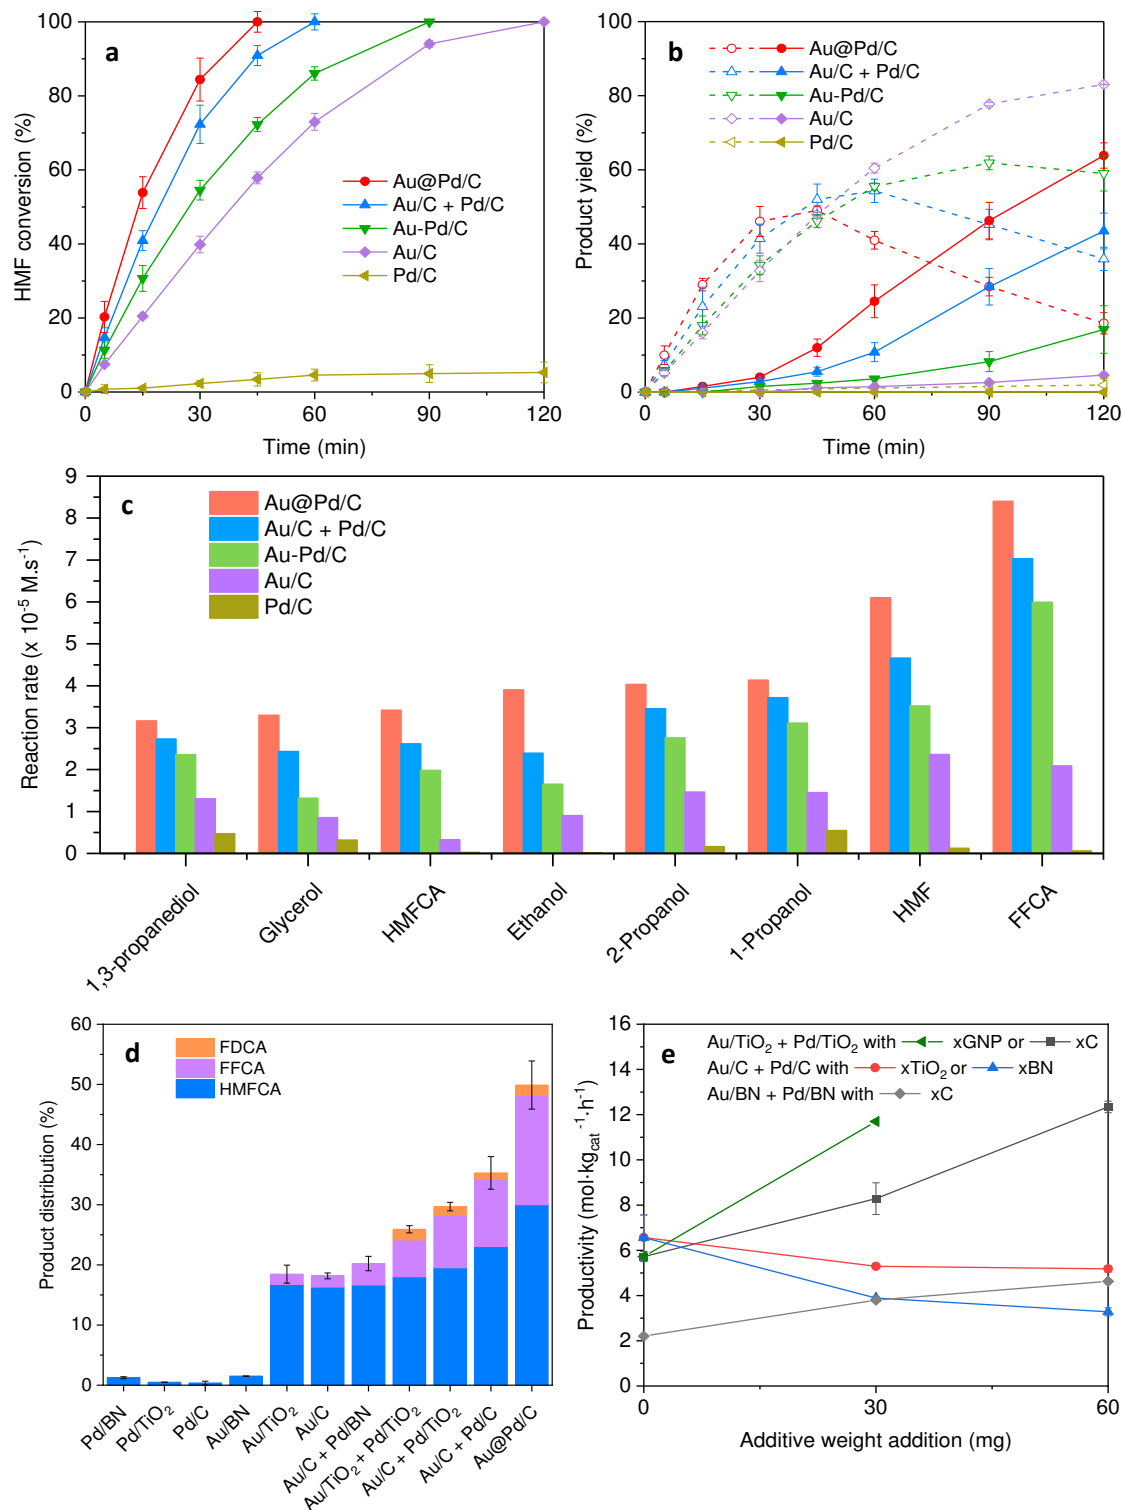 a
100
80
60
40
20
0
HMF conversion (%)
Au@Pd/C
Au/C + Pd/C
Au-Pd/C
Au/C
Pd/C
0 30 60 90 120
Time (min)
b
100
80
60
40
20
0
Product yield (%)
Au@Pd/C
Au/C + Pd/C
Au-Pd/C
Au/C
Pd/C
0 30 60 90 120
Time (min)
c
9
8
7
6
5
4
3
2
1
0
Reaction rate (x 10⁻⁵ M.s⁻¹)
Au@Pd/C
Au/C + Pd/C
Au-Pd/C
Au/C
Pd/C
1,3-propanediol
Glycerol
HMFCA
Ethanol
2-Propanol
1-Propanol
HMF
FFCA
d
60
50
40
30
20
10
0
Product distribution (%)
FDCA
FFCA
HMFCA
Pd/BN
Pd/TiO₂
Pd/C
Au/BN
Au/TiO₂
Au/C
Au/C + Pd/BN
Au/TiO₂ + Pd/TiO₂
Au/C + Pd/TiO₂
Au/C + Pd/C
Au@Pd/C
e
16
14
12
10
8
6
4
2
0
Productivity (mol·kg_cat⁻¹·h⁻¹)
Au/TiO₂ + Pd/TiO₂ with xGNP or xC
Au/C + Pd/C with xTiO₂ or xBN
Au/BN + Pd/BN with xC
0 30 60
Additive weight addition (mg)